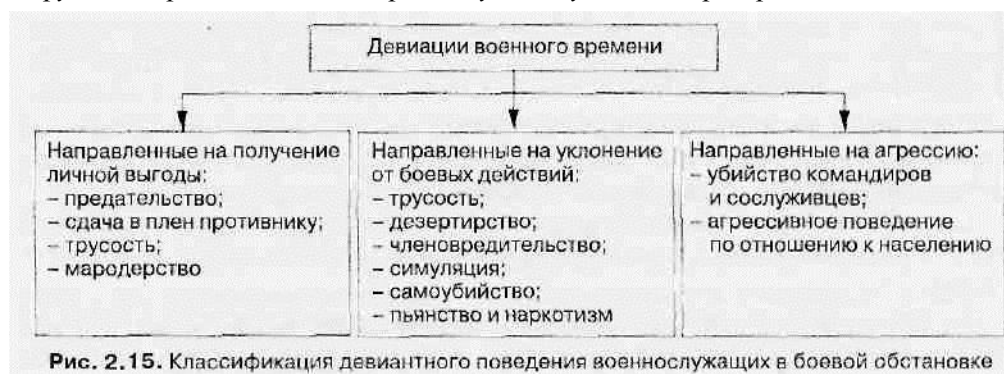 Девиации военного времени
Направленные на получение
личной выгоды:
– предательство;
– сдача в плен противнику;
– трусость;
– мародерство
Направленные на уклонение
от боевых действий:
– трусость;
– дезертирство;
– членовредительство;
– симуляция;
– самоубийство;
– пьянство и наркотизм
Направленные на агрессию:
– убийство командиров
и сослуживцев;
– агрессивное поведение
по отношению к населению
Рис. 2.15. Классификация девиантного поведения военнослужащих в боевой обстановке